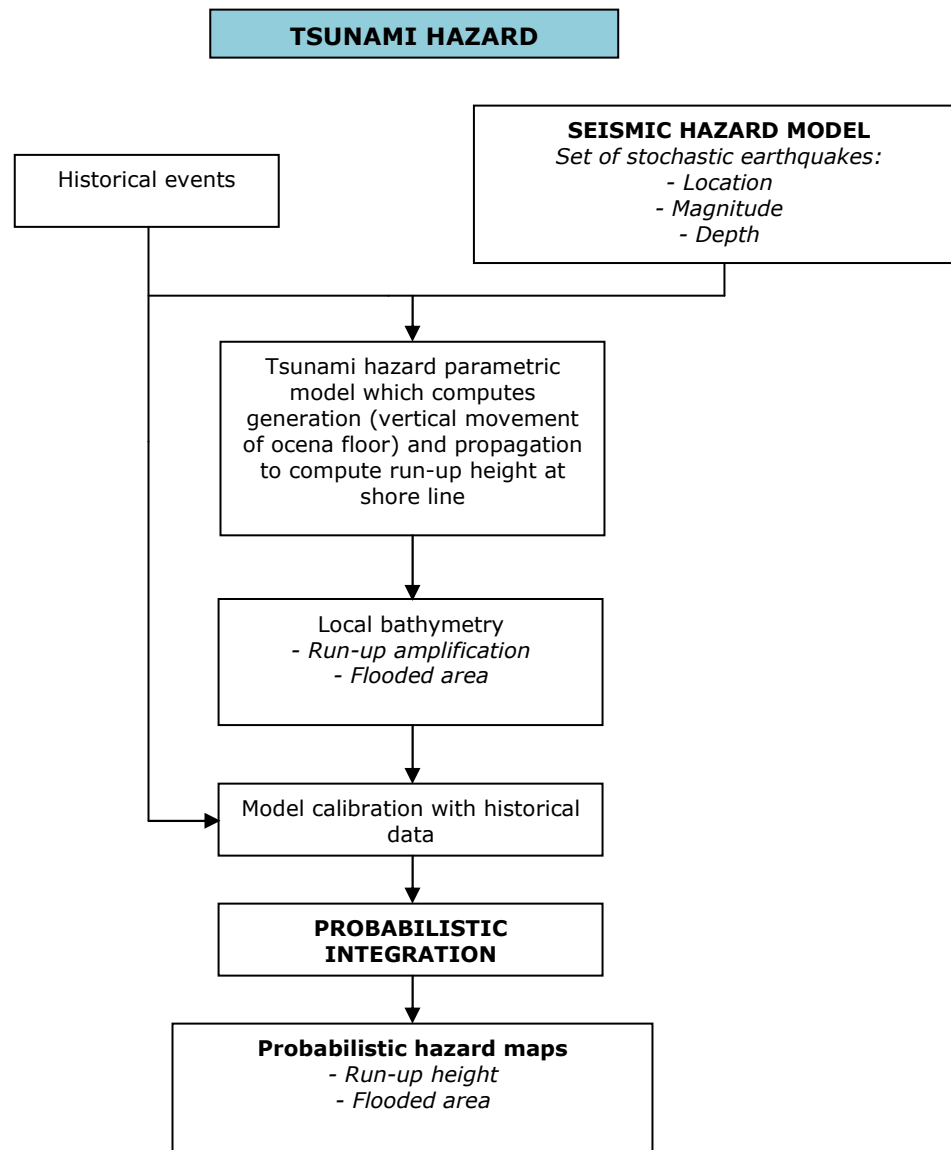 TSUNAMI HAZARD
SEISMIC HAZARD MODEL
Set of stochastic earthquakes:
- Location
- Magnitude
- Depth
Historical events
Tsunami hazard parametric
model which computes
generation (vertical movement
of ocena floor) and propagation
to compute run-up height at
shore line
Local bathymetry
- Run-up amplification
- Flooded area
Model calibration with historical
data
PROBABILISTIC
INTEGRATION
Probabilistic hazard maps
- Run-up height
- Flooded area